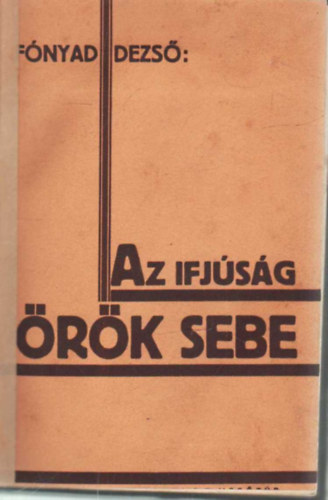 FÓNYAD DEZSŐ:
AZ IFJÚSÁG
ÖRÖK SEBE